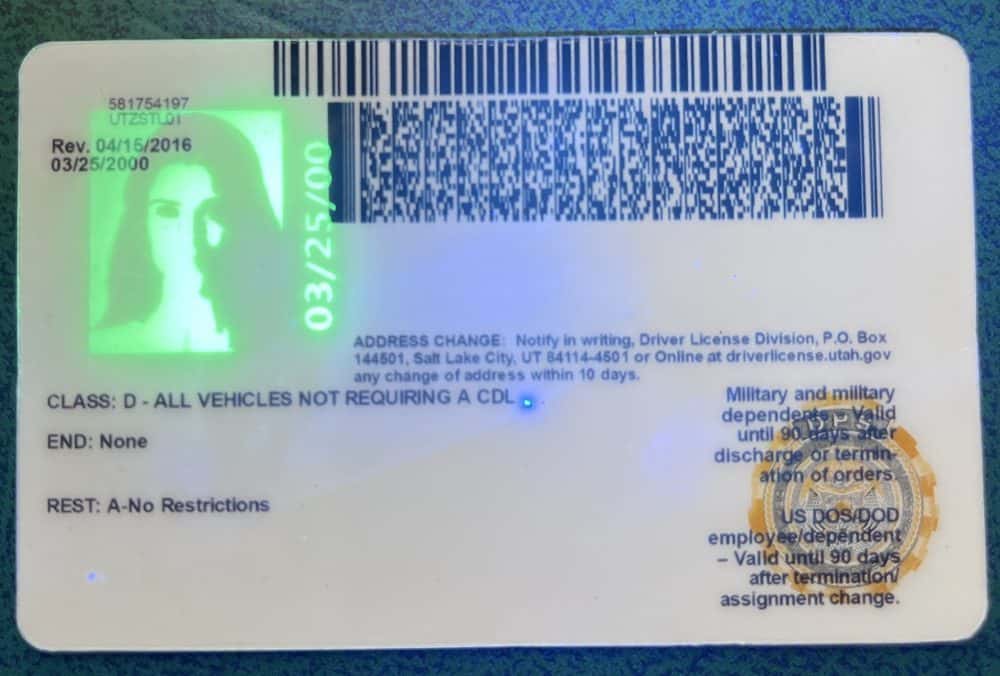 581754197
UTZSTL01
Rev. 04/15/2016
03/25/2000
03/25/00
ADDRESS CHANGE: Notify in writing, Driver License Division, P.O. Box
144501, Salt Lake City, UT 84114-4501 or Online at driverlicense.utah.gov
any change of address within 10 days.
CLASS: D - ALL VEHICLES NOT REQUIRING A CDL
END: None
REST: A-No Restrictions
Military and military
dependents – Valid
until 90 days after
discharge or termin-
ation of orders.
DPS
US DOS/DOD
employee/dependent
– Valid until 90 days
after termination/
assignment change.